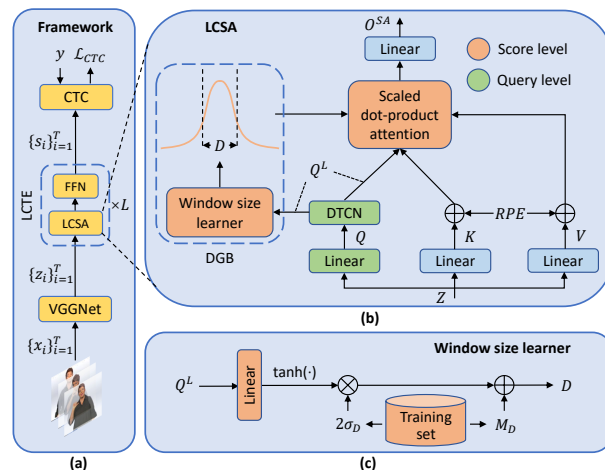 Framework
y
ℒ_CTC
CTC
{s_i}_{i=1}^T
FFN
LCTE
×L
LCSA
{z_i}_{i=1}^T
VGGNet
{x_i}_{i=1}^T
(a)
LCSA
O^{SA}
Linear
Score level
Query level
Scaled
dot-product
attention
D
Q^L
Window size
learner
DTCN
RPE
DGB
Q
K
V
Linear
Linear
Linear
Z
(b)
Window size learner
Q^L
Linear
tanh(·)
D
2σ_D
Training
set
M_D
(c)